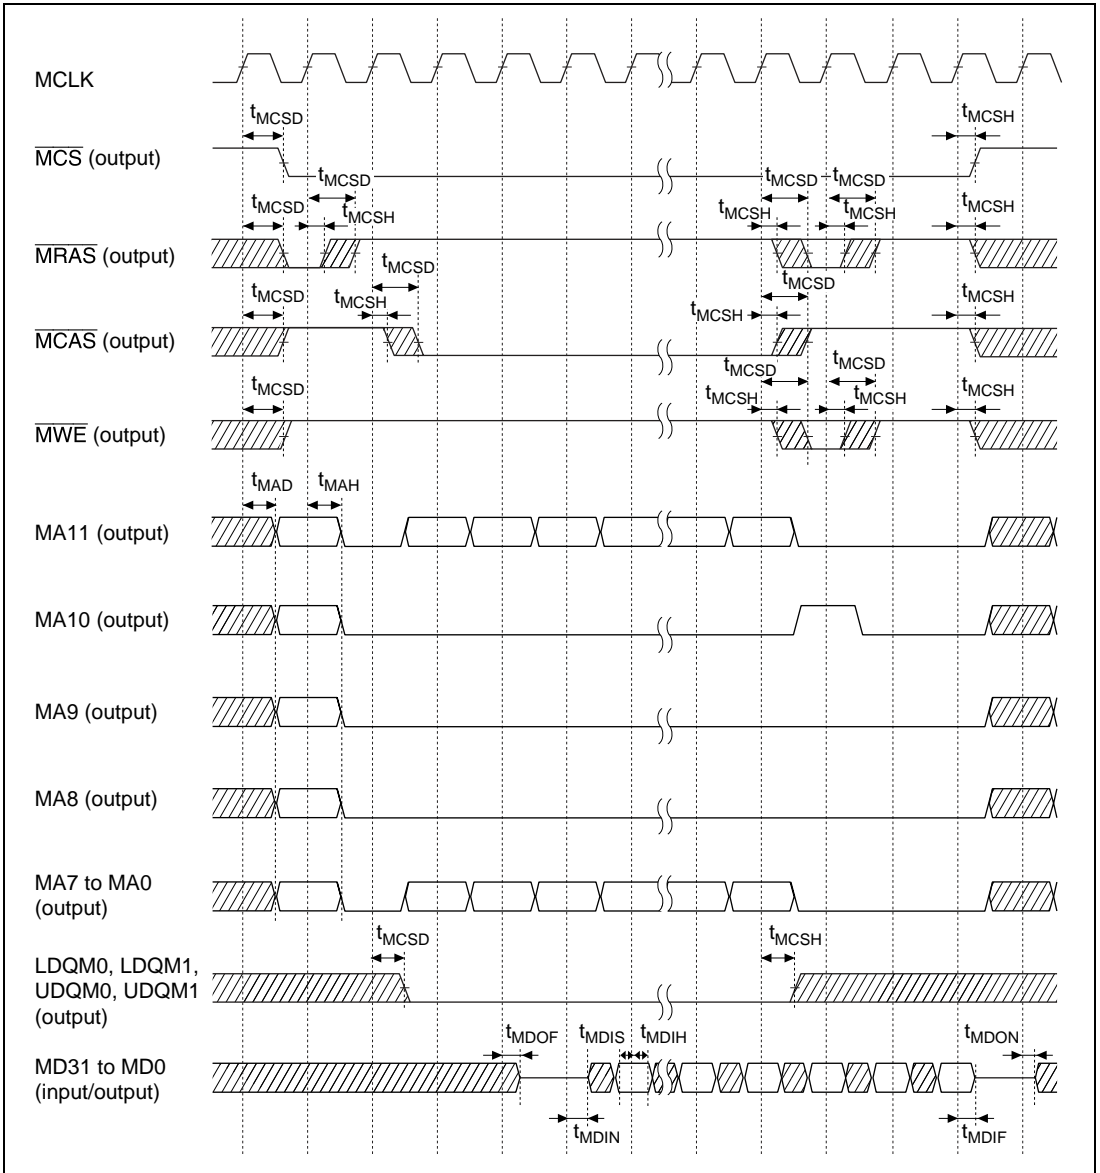 MCLK
tMCSD
tMCSH
MCS (output)
tMCSD
tMCSD
tMCSD
tMCSD
tMCSH
tMCSH
tMCSH
tMCSH
MRAS (output)
tMCSD
tMCSD
tMCSD
tMCSH
tMCSH
tMCSH
MCAS (output)
tMCSD
tMCSD
tMCSD
tMCSH
tMCSH
tMCSH
MWE (output)
tMAD
tMAH
MA11 (output)
MA10 (output)
MA9 (output)
MA8 (output)
MA7 to MA0
(output)
tMCSD
tMCSH
LDQM0, LDQM1,
UDQM0, UDQM1
(output)
tMDOF
tMDIS
tMDIH
tMDON
MD31 to MD0
(input/output)
tMDIN
tMDIF